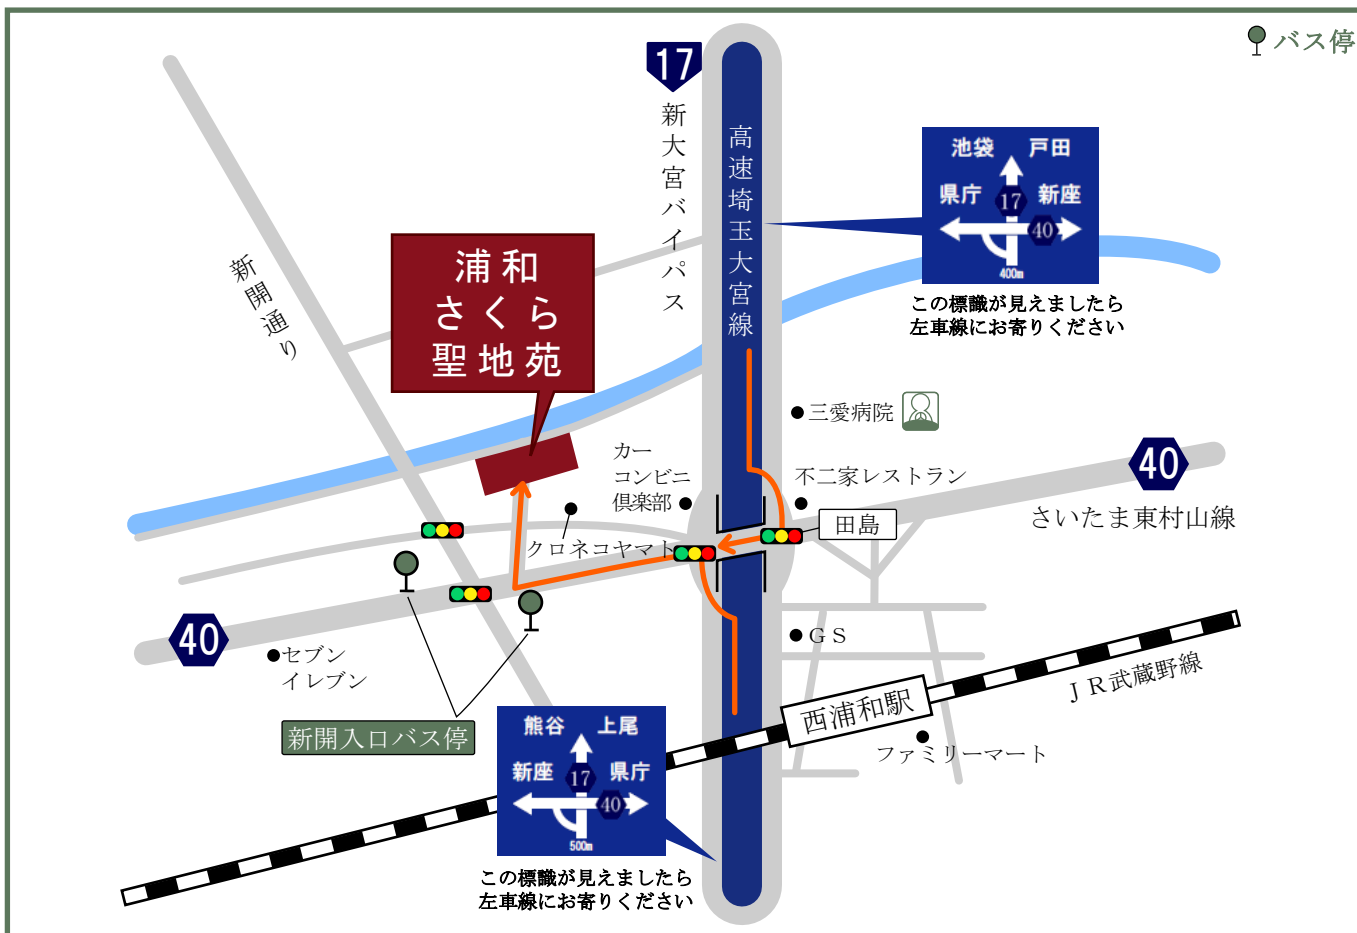 バス停
17
新大宮バイパス
高速埼玉大宮線
池袋 戸田
県庁 17 新座
40
400m
この標識が見えましたら
左車線にお寄りください
新開通り
浦和
さくら
聖地苑
三愛病院
カー
コンビニ
倶楽部
不二家レストラン
40
さいたま東村山線
田島
クロネコヤマト
40
セブン
イレブン
GS
JR武蔵野線
西浦和駅
ファミリーマート
新開入口バス停
熊谷 上尾
新座 17 県庁
40
500m
この標識が見えましたら
左車線にお寄りください